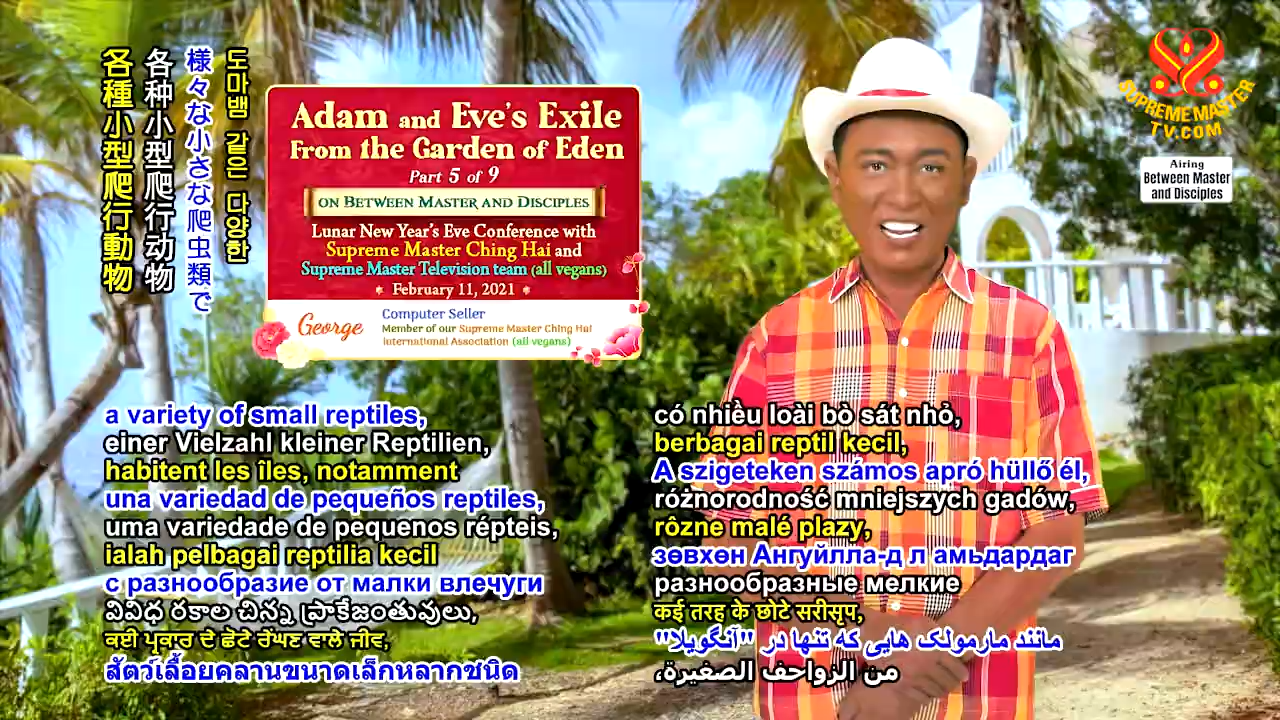 各種小型爬行動物
各种小型爬行动物
様々な小さな爬虫類で
도마뱀 같은 다양한
Adam and Eve's Exile
From the Garden of Eden
Part 5 of 9
ON BETWEEN MASTER AND DISCIPLES
Lunar New Year's Eve Conference with
Supreme Master Ching Hai and
Supreme Master Television team (all vegans)
* February 11, 2021 *
George
Computer Seller
Member of our Supreme Master Ching Hai
International Association (all vegans)
SUPREME MASTER
TV.COM
Airing
Between Master
and Disciples
a variety of small reptiles,
einer Vielzahl kleiner Reptilien,
habitent les îles, notamment
una variedad de pequeños reptiles,
uma variedade de pequenos répteis,
ialah pelbagai reptilia kecil
с разнообразие от малки влечуги
వివిధ రకాల చిన్న ప్రాకేజంతువులు,
ਕਈ ਪ੍ਰਕਾਰ ਦੇ ਛੋਟੇ ਰੇਂਘਣ ਵਾਲੇ ਜੀਵ,
สัตว์เลื้อยคลานขนาดเล็กหลากชนิด
có nhiều loài bò sát nhỏ,
berbagai reptil kecil,
A szigeteken számos apró hüllő él,
różnorodność mniejszych gadów,
rôzne malé plazy,
зөвхөн Ангуйлла-д л амьдардаг
разнообразные мелкие
कई तरह के छोटे सरीसृप,
مانند مارمولک هایی که تنها در "آنگویلا"
من الزواحف الصغيرة،